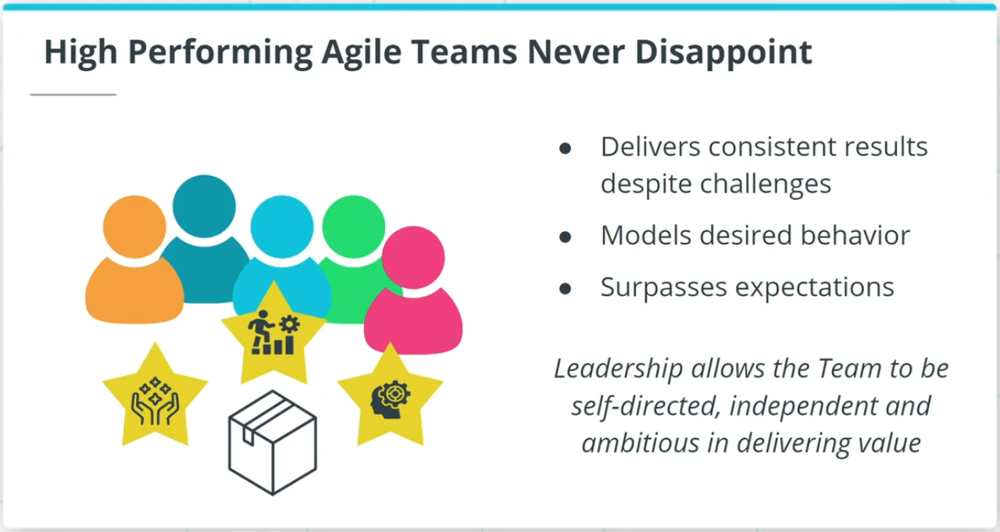 High Performing Agile Teams Never Disappoint
● Delivers consistent results
despite challenges
● Models desired behavior
● Surpasses expectations
Leadership allows the Team to be
self-directed, independent and
ambitious in delivering value